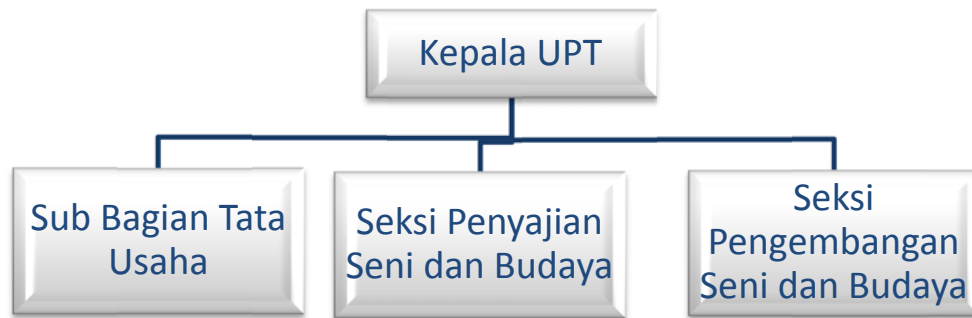 Kepala UPT
Sub Bagian Tata
Usaha
Seksi Penyajian
Seni dan Budaya
Seksi
Pengembangan
Seni dan Budaya